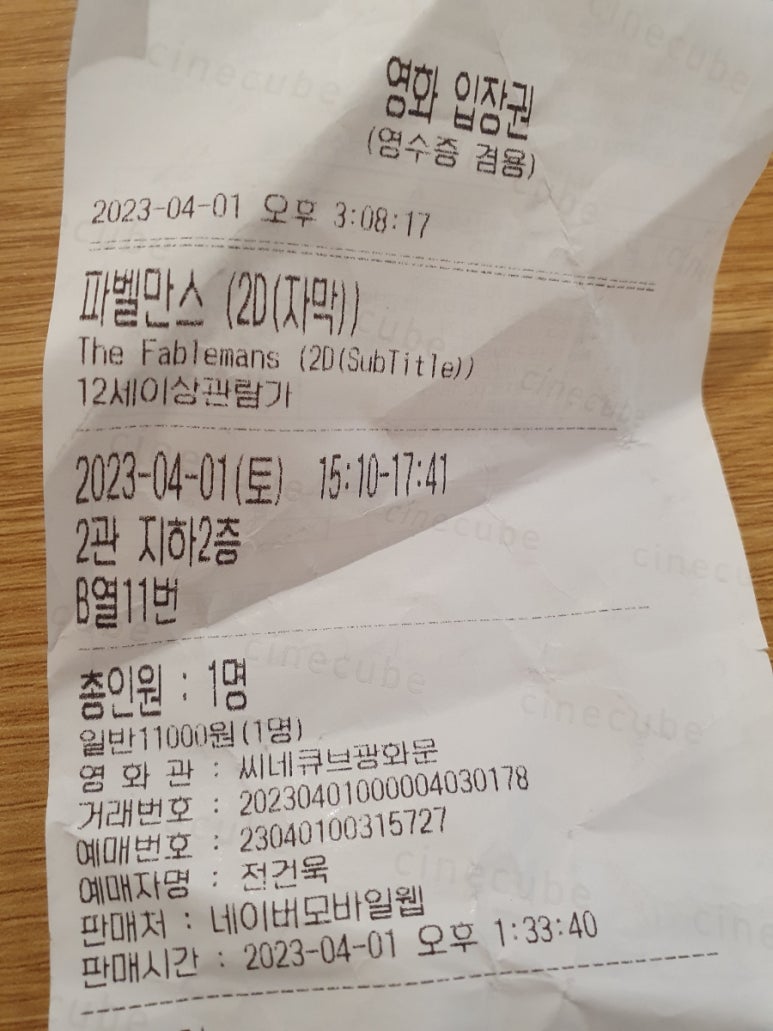 영화 입장권
(영수증 겸용)
2023-04-01 오후 3:08:17
파벨만스 (2D(자막))
The Fablemans (2D(SubTitle))
12세이상관람가
2023-04-01(토) 15:10-17:41
2관 지하2층
B열11번
총인원 : 1명
일반11000원(1명)
영 화 관 : 씨네큐브광화문
거래번호 : 20230401000004030178
예매번호 : 23040100315727
예매자명 : 전건욱
판매처 : 네이버모바일웹
판매시간 : 2023-04-01 오후 1:33:40
cinecube